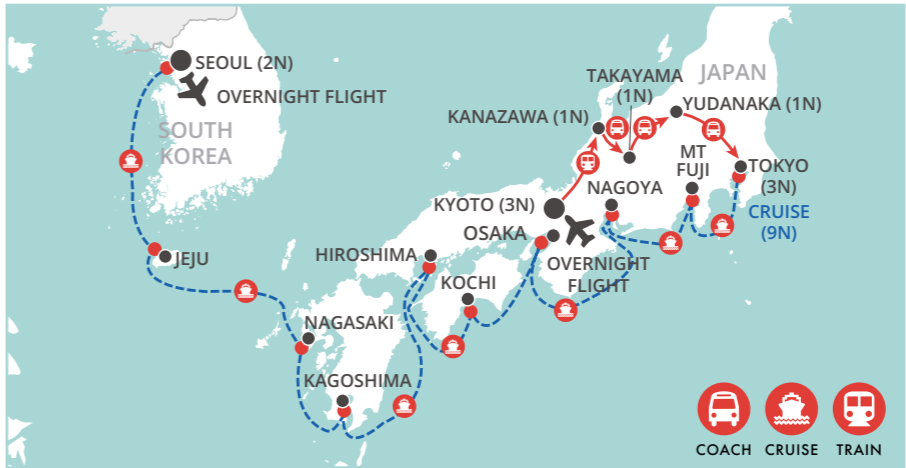 SEOUL (2N)
OVERNIGHT FLIGHT
SOUTH
KOREA
JEJU
NAGASAKI
KAGOSHIMA
HIROSHIMA
KOCHI
OSAKA
KYOTO (3N)
OVERNIGHT
FLIGHT
KANAZAWA (1N)
TAKAYAMA
(1N)
JAPAN
YUDANAKA (1N)
NAGOYA
MT
FUJI
TOKYO
(3N)
CRUISE
(9N)
COACH
CRUISE
TRAIN